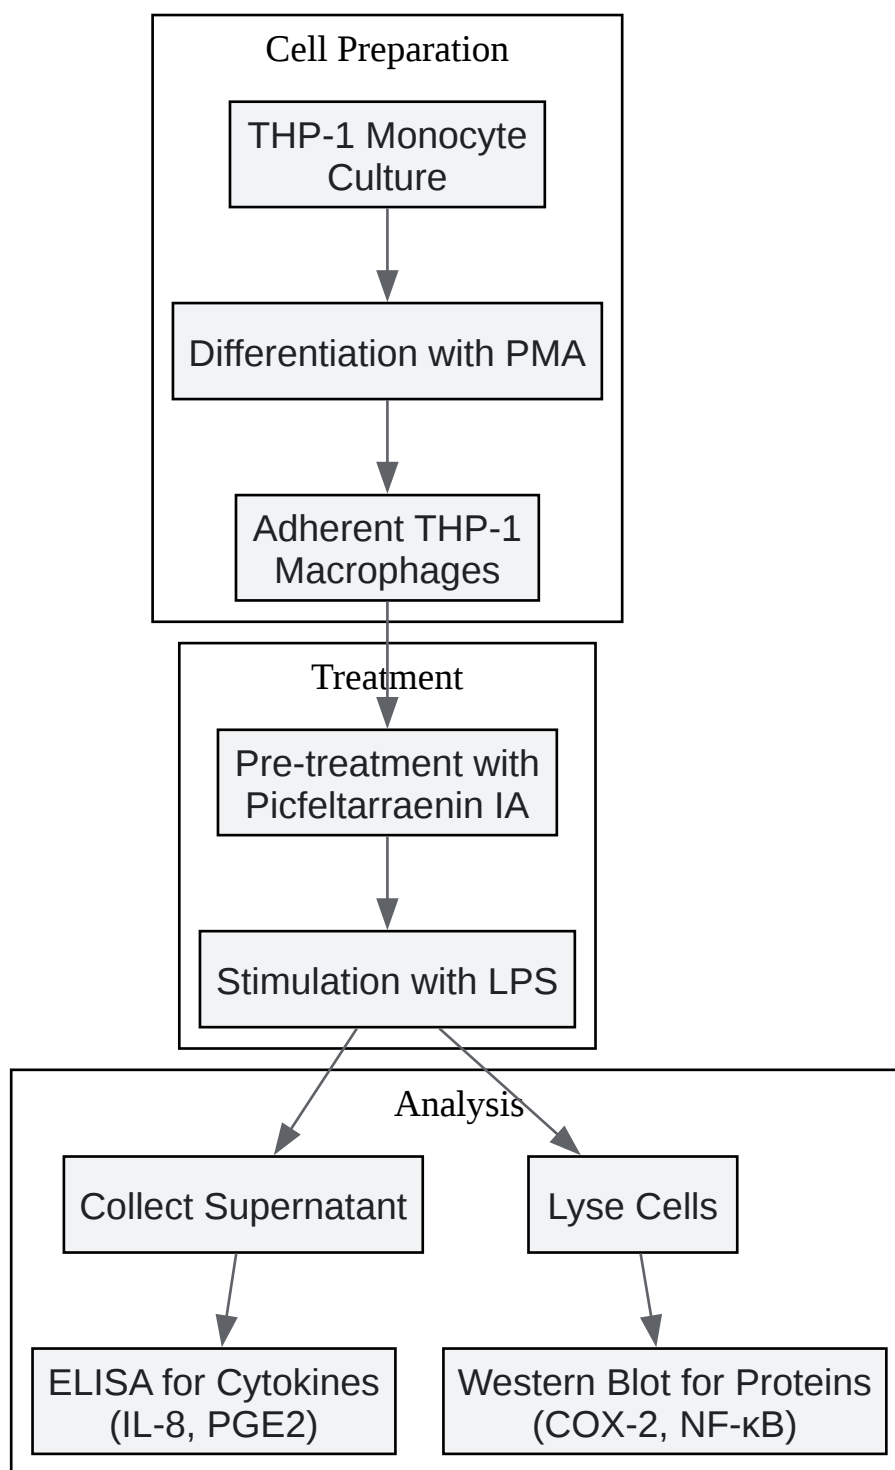 Cell Preparation
THP-1 Monocyte
Culture
Differentiation with PMA
Adherent THP-1
Macrophages
Treatment
Pre-treatment with
Picfeltarraenin IA
Stimulation with LPS
Analysis
Collect Supernatant
Lyse Cells
ELISA for Cytokines
(IL-8, PGE2)
Western Blot for Proteins
(COX-2, NF-κB)